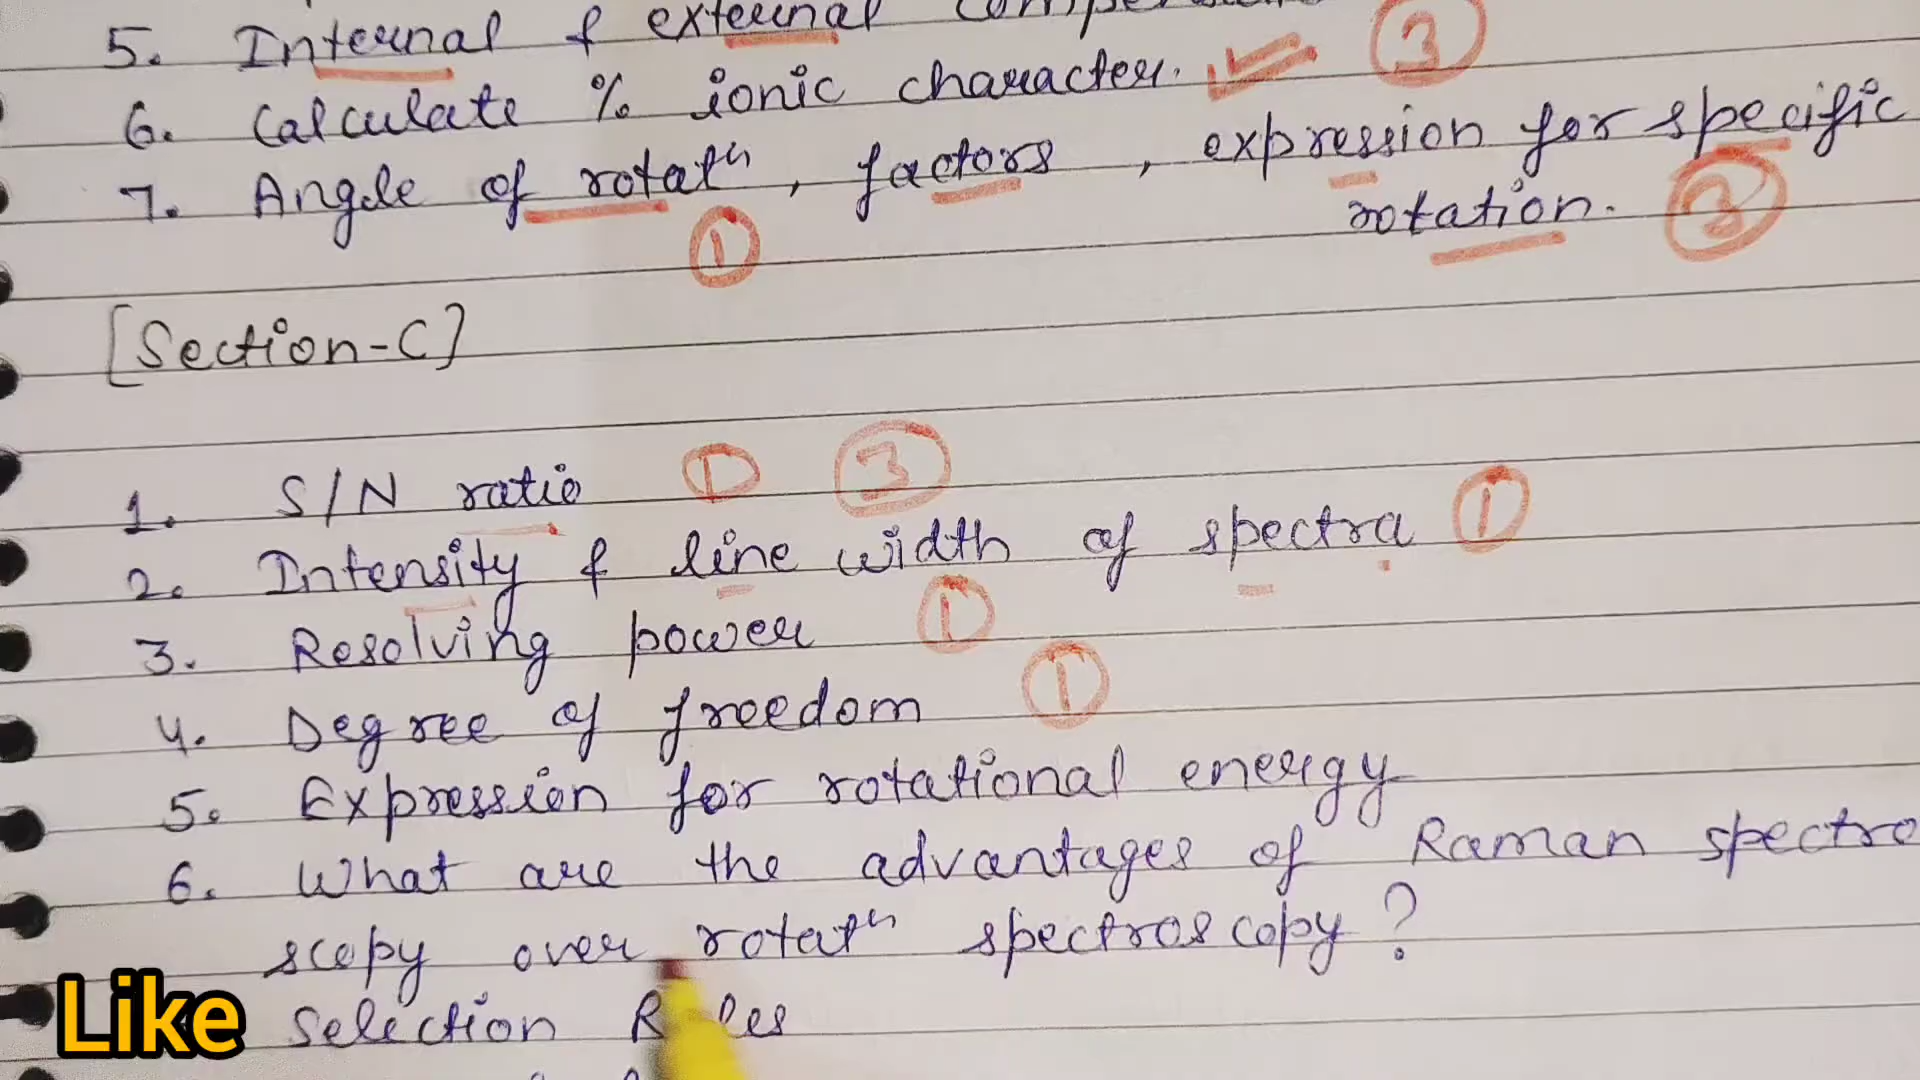 5. Internal & external
6. Calculate % ionic character. 3
7. Angle of rotatn, factors, expression for specific
rotation. 3
1
[Section-C]
1. S/N ratio 1 3
2. Intensity & line width of spectra 1
3. Resolving power 1
4. Degree of freedom 1
5. Expression for rotational energy
6. What are the advantages of Raman spectro
scopy over rotatn spectroscopy?
Selection
Like